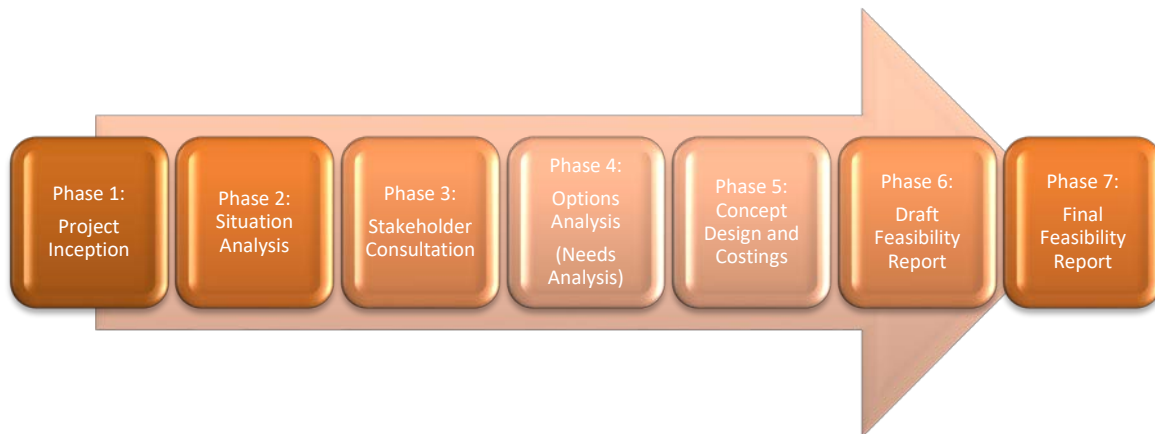 Phase 1:
Project
Inception
Phase 2:
Situation
Analysis
Phase 3:
Stakeholder
Consultation
Phase 4:
Options
Analysis
(Needs
Analysis)
Phase 5:
Concept
Design and
Costings
Phase 6:
Draft
Feasibility
Report
Phase 7:
Final
Feasibility
Report